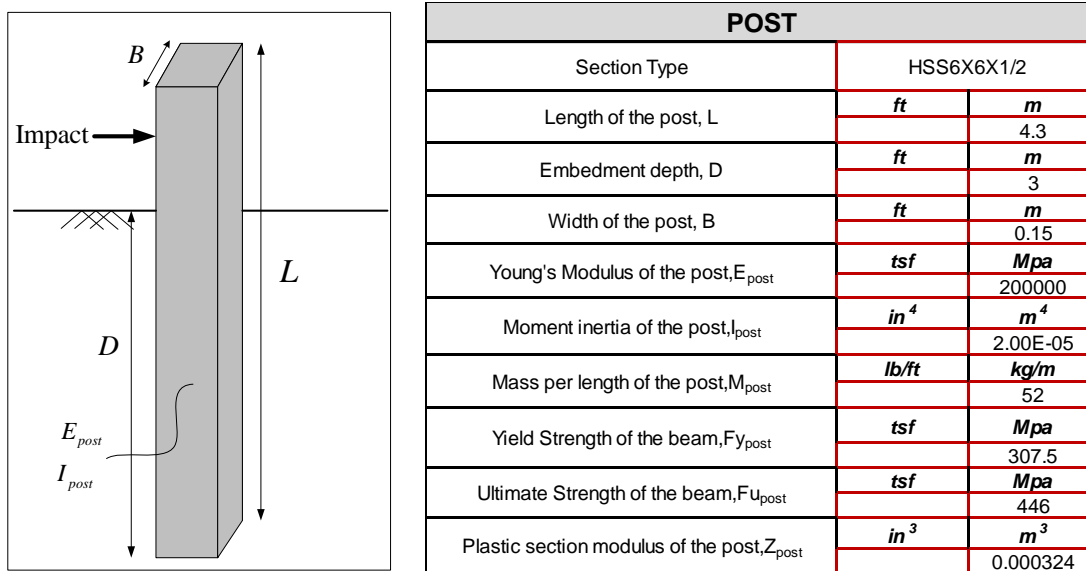 B
Impact
L
D
E_post
I_post
POST
Section Type HSS6X6X1/2
Length of the post, L ft m
4.3
Embedment depth, D ft m
3
Width of the post, B ft m
0.15
Young's Modulus of the post,E_post tsf Mpa
200000
Moment inertia of the post,I_post in^4 m^4
2.00E-05
Mass per length of the post,M_post lb/ft kg/m
52
Yield Strength of the beam,Fy_post tsf Mpa
307.5
Ultimate Strength of the beam,Fu_post tsf Mpa
446
Plastic section modulus of the post,Z_post in^3 m^3
0.000324